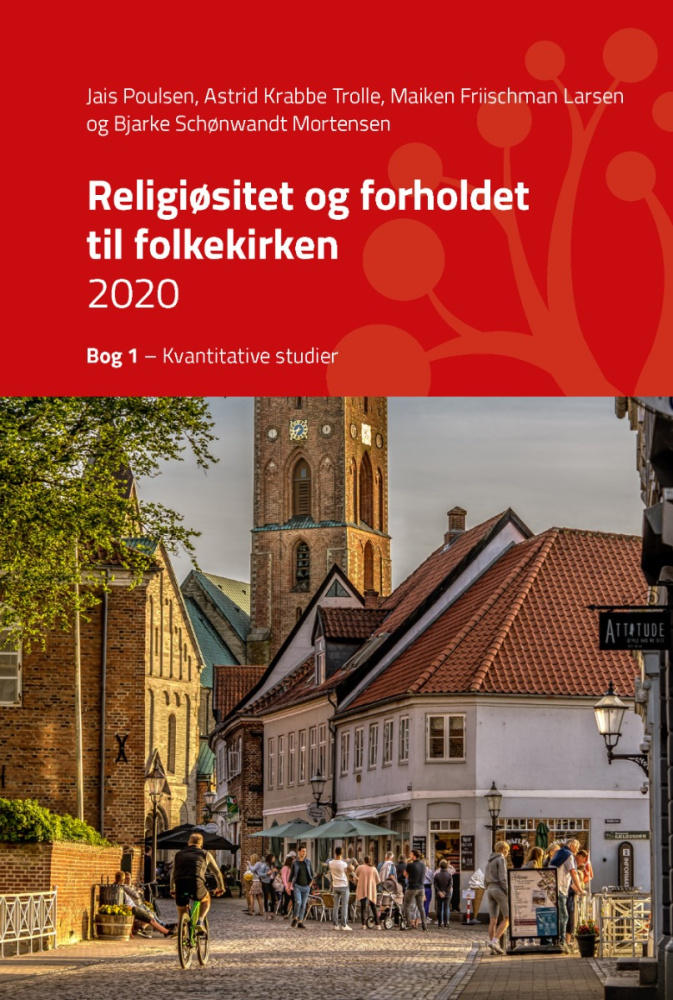 Jais Poulsen, Astrid Krabbe Trolle, Maiken Friischman Larsen
og Bjarke Schønwandt Mortensen
Religiøsitet og forholdet
til folkekirken
2020
Bog 1 – Kvantitative studier
ATTITUDE